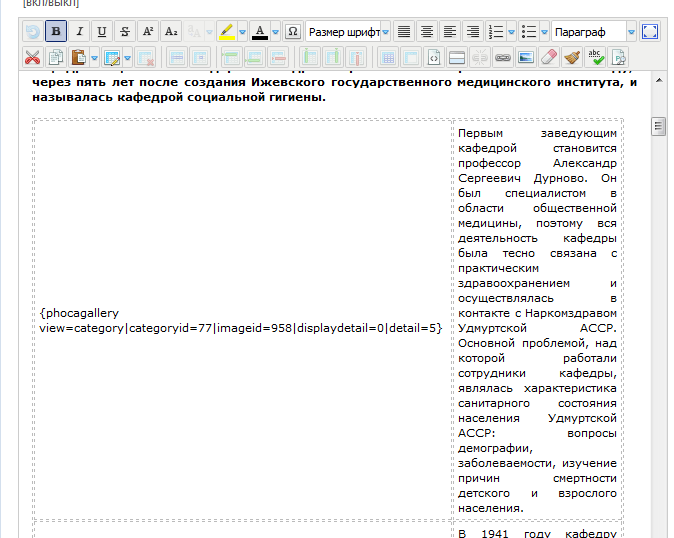 [ВКЛ/ВЫКЛ]
B I U S A² A₂ A A Ω Размер шрифт Параграф
через пять лет после создания Ижевского государственного медицинского института, и
называлась кафедрой социальной гигиены.
{phocagallery
view=category|categoryid=77|imageid=958|displaydetail=0|detail=5}
Первым заведующим
кафедрой становится
профессор Александр
Сергеевич Дурново. Он
был специалистом в
области общественной
медицины, поэтому вся
деятельность кафедры
была тесно связана с
практическим
здравоохранением и
осуществлялась в
контакте с Наркомздравом
Удмуртской АССР.
Основной проблемой, над
которой работали
сотрудники кафедры,
являлась характеристика
санитарного состояния
населения Удмуртской
АССР: вопросы
демографии,
заболеваемости, изучение
причин смертности
детского и взрослого
населения.
В 1941 году кафедру